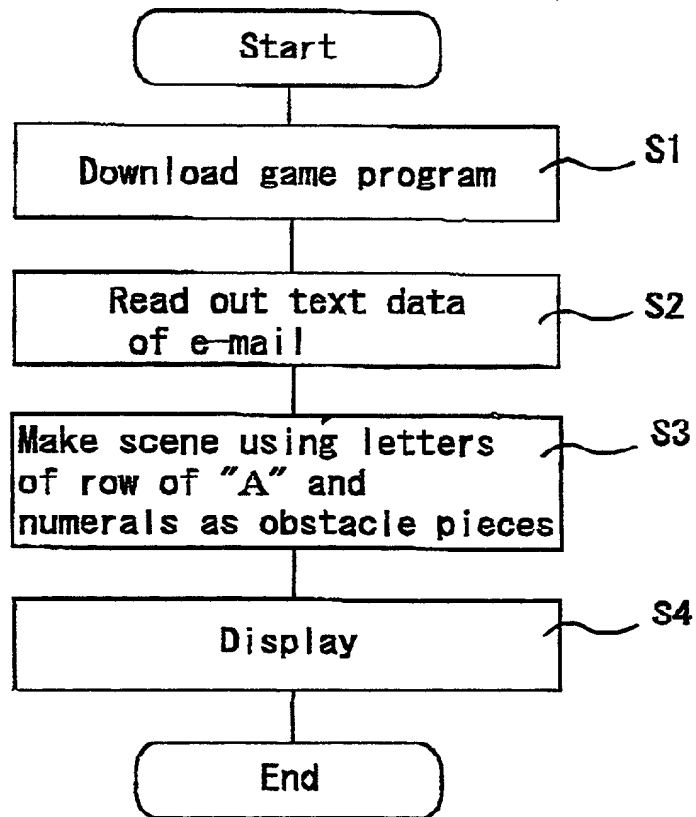 Start
Download game program
S1
Read out text data
of e-mail
S2
Make scene using letters
of row of "A" and
numerals as obstacle pieces
S3
Display
S4
End